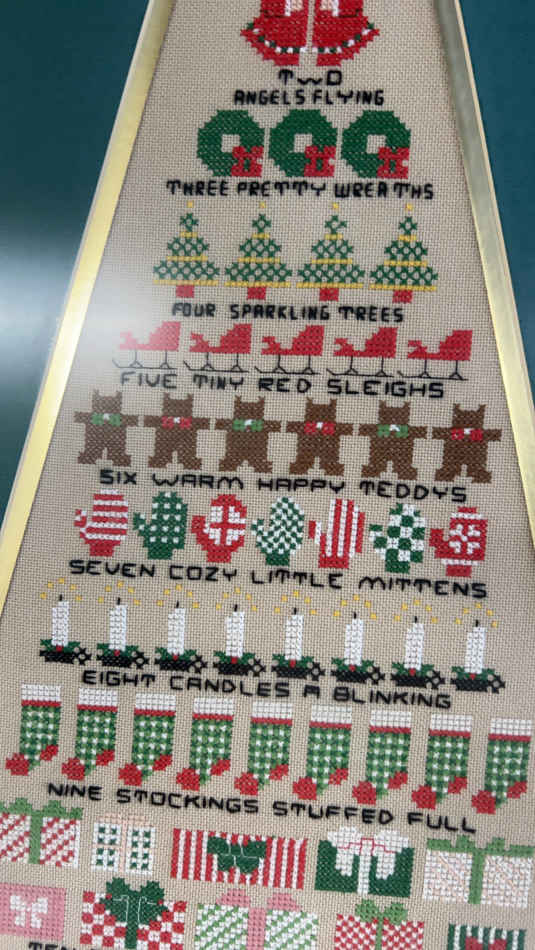 TWO
ANGELS FLYING
THREE PRETTY WREATHS
FOUR SPARKLING TREES
FIVE TINY RED SLEIGHS
SIX WARM HAPPY TEDDYS
SEVEN COZY LITTLE MITTENS
EIGHT CANDLES A BLINKING
NINE STOCKINGS STUFFED FULL